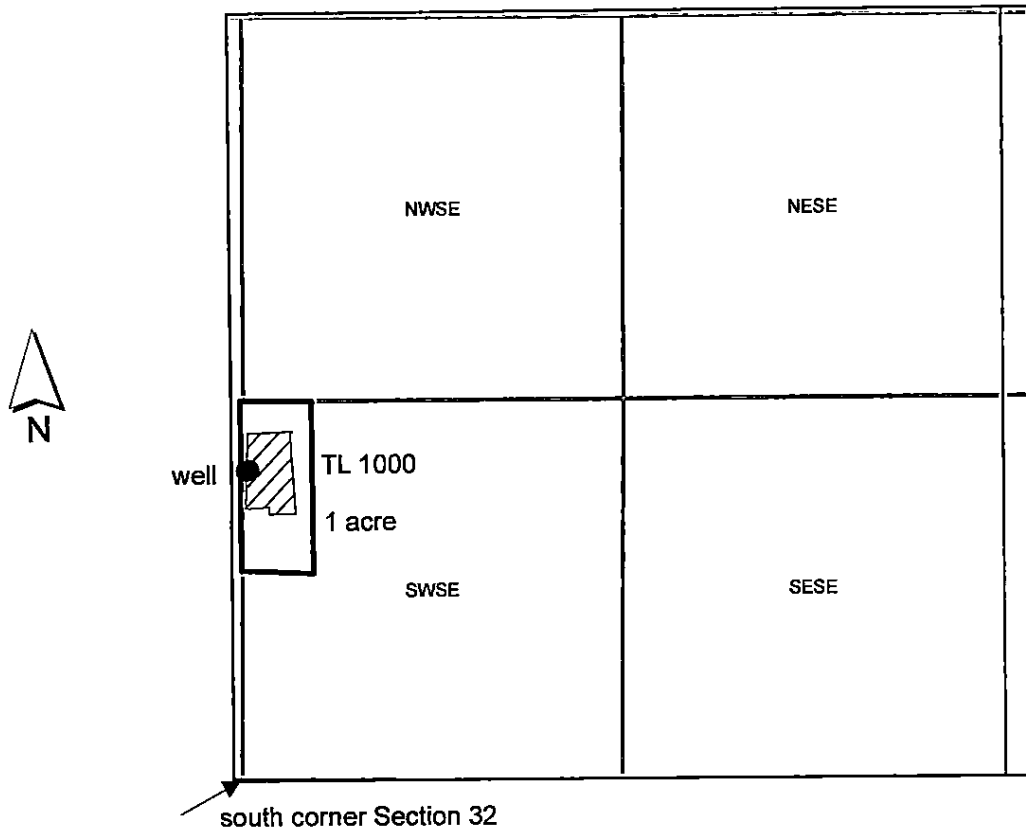 NWSE
NESE
N
well
TL 1000
1 acre
SWSE
SESE
south corner Section 32